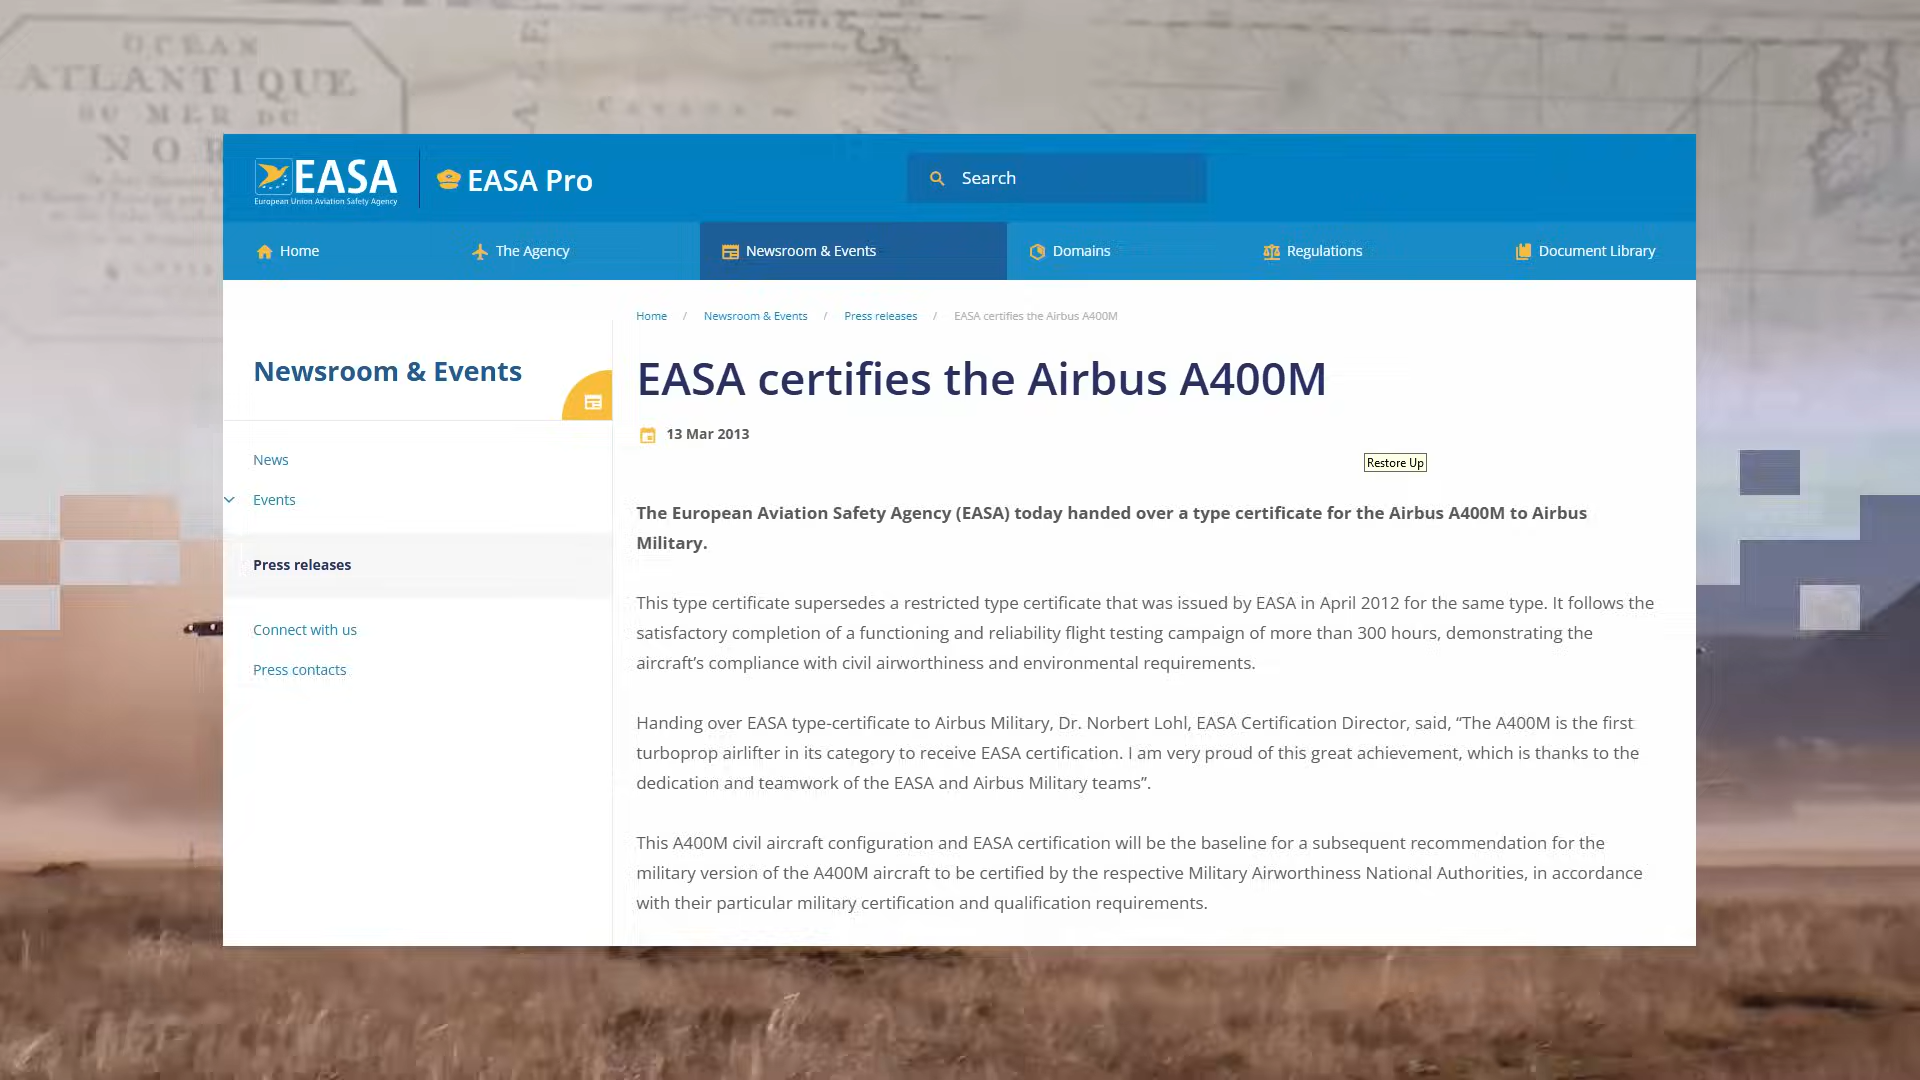 OCEAN
ATLANTIQUE
DU MER DU
NOR
CANADA
EASA
European Union Aviation Safety Agency
EASA Pro
Search
Home
The Agency
Newsroom & Events
Domains
Regulations
Document Library
Home / Newsroom & Events / Press releases / EASA certifies the Airbus A400M
Newsroom & Events
News
Events
Press releases
Connect with us
Press contacts
EASA certifies the Airbus A400M
13 Mar 2013
Restore Up
The European Aviation Safety Agency (EASA) today handed over a type certificate for the Airbus A400M to Airbus
Military.
This type certificate supersedes a restricted type certificate that was issued by EASA in April 2012 for the same type. It follows the
satisfactory completion of a functioning and reliability flight testing campaign of more than 300 hours, demonstrating the
aircraft’s compliance with civil airworthiness and environmental requirements.
Handing over EASA type-certificate to Airbus Military, Dr. Norbert Lohl, EASA Certification Director, said, “The A400M is the first
turboprop airlifter in its category to receive EASA certification. I am very proud of this great achievement, which is thanks to the
dedication and teamwork of the EASA and Airbus Military teams”.
This A400M civil aircraft configuration and EASA certification will be the baseline for a subsequent recommendation for the
military version of the A400M aircraft to be certified by the respective Military Airworthiness National Authorities, in accordance
with their particular military certification and qualification requirements.